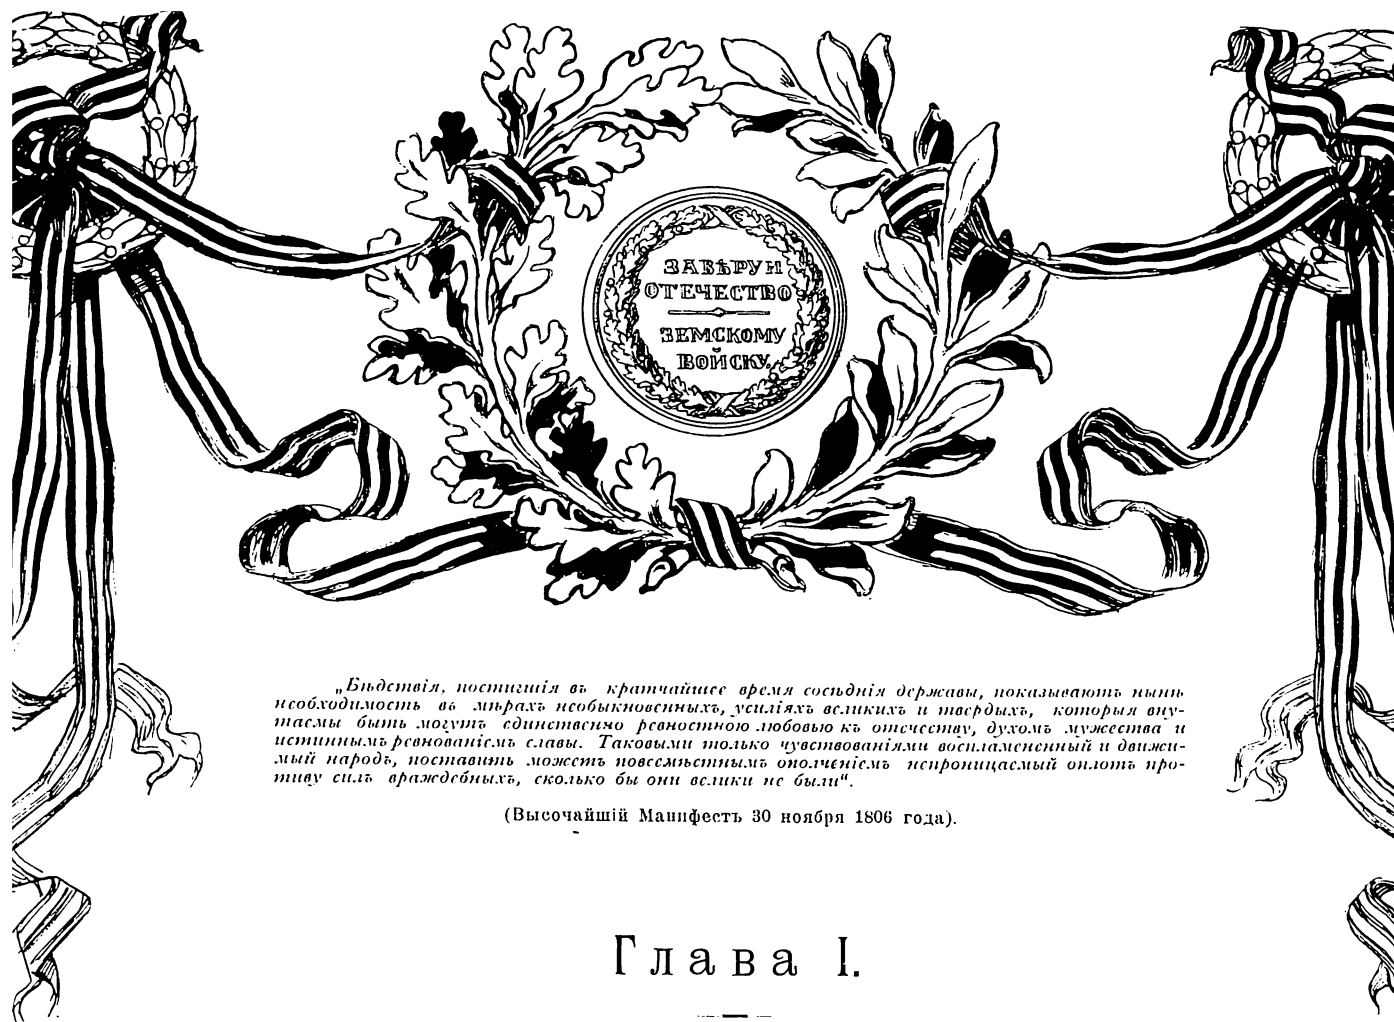 ЗА ВѢРУ И
ОТЕЧЕСТВО
ЗЕМСКОМУ
ВОЙСКУ.
„Бѣдствія, постигшія въ кратчайшее время сосѣднія державы, показываютъ нынѣ
необходимость въ мѣрахъ необыкновенныхъ, усиліяхъ великихъ и твердыхъ, которыя вну-
таемы быть могутъ единственно ревностною любовью къ отечеству, духомъ мужества и
истиннымъ ревнованіемъ славы. Таковыми только чувствованіями воспламененный и движи-
мый народъ, поставить можетъ повсемѣстнымъ ополченіемъ непроницаемый оплотъ про-
тиву силъ враждебныхъ, сколько бы они велики не были“.
(Высочайшій Манифестъ 30 ноября 1806 года).
Глава I.